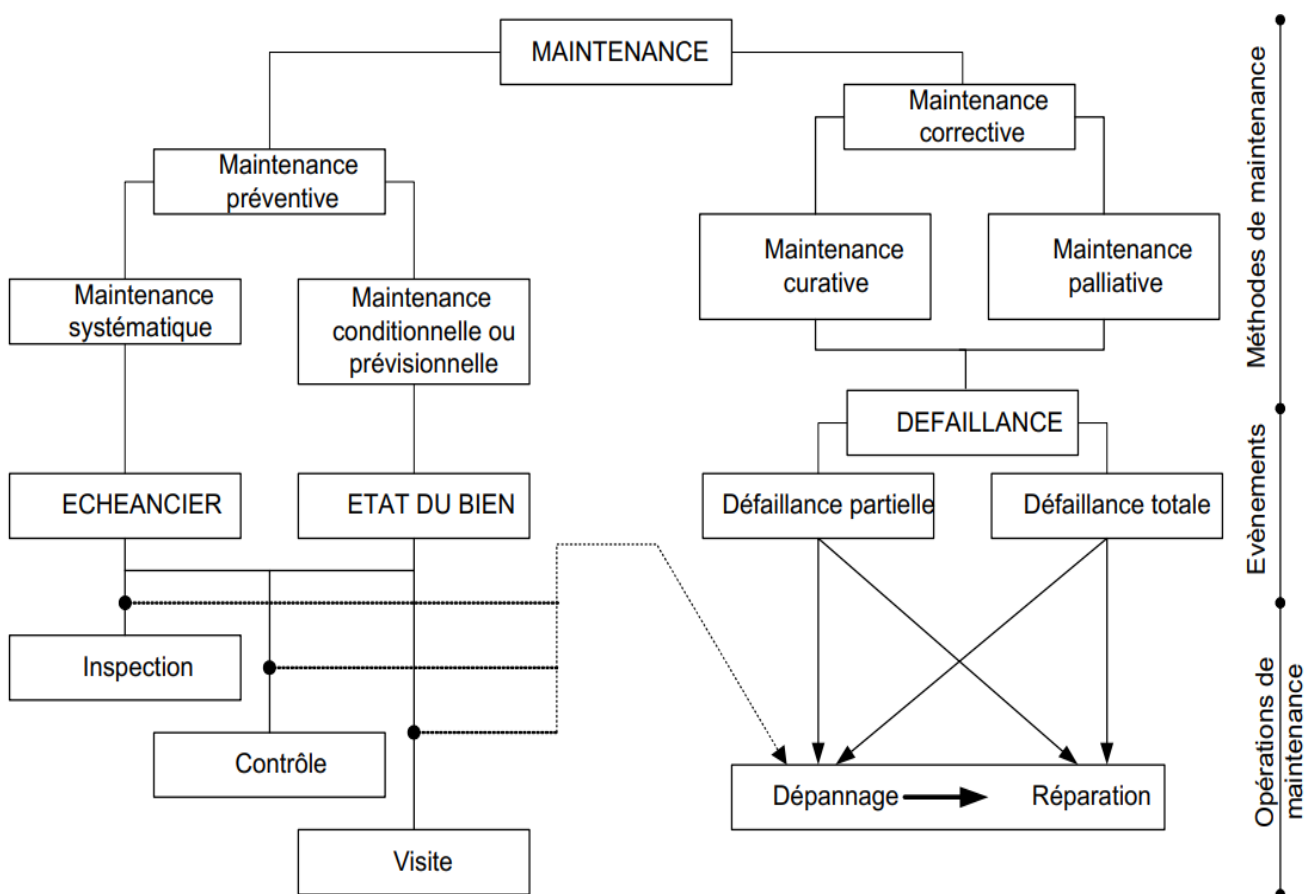 MAINTENANCE
Maintenance
corrective
Maintenance
préventive
Maintenance
curative
Maintenance
palliative
Maintenance
systématique
Maintenance
conditionnelle ou
prévisionnelle
DEFAILLANCE
ECHEANCIER
ETAT DU BIEN
Défaillance partielle
Défaillance totale
Inspection
Contrôle
Visite
Dépannage
Réparation
Méthodes de maintenance
Evènements
Opérations de
maintenance